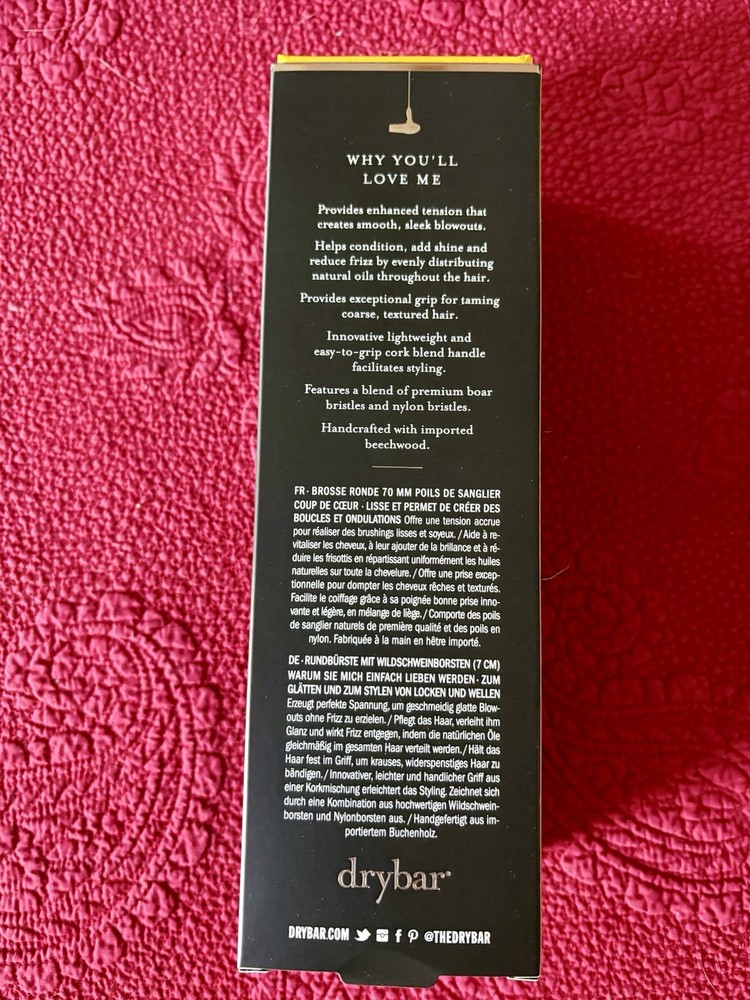 WHY YOU'LL
LOVE ME
Provides enhanced tension that
creates smooth, sleek blowouts.
Helps condition, add shine and
reduce frizz by evenly distributing
natural oils throughout the hair.
Provides exceptional grip for taming
coarse, textured hair.
Innovative lightweight and
easy-to-grip cork blend handle
facilitates styling.
Features a blend of premium boar
bristles and nylon bristles.
Handcrafted with imported
beechwood.
FR · BROSSE RONDE 70 MM POILS DE SANGLIER
COUP DE CŒUR · LISSE ET PERMET DE CRÉER DES
BOUCLES ET ONDULATIONS Offre une tension accrue
pour réaliser des brushings lisses et soyeux. / Aide à re-
vitaliser les cheveux, à leur ajouter de la brillance et à ré-
duire les frisottis en répartissant uniformément les huiles
naturelles sur toute la chevelure. / Offre une prise excep-
tionnelle pour dompter les cheveux rêches et texturés.
Facilite le coiffage grâce à sa poignée bonne prise inno-
vante et légère, en mélange de liège. / Comporte des poils
de sanglier naturels de première qualité et des poils en
nylon. Fabriquée à la main en hêtre importé.
DE · RUNDBÜRSTE MIT WILDSCHWEINBORSTEN (7 CM)
WARUM SIE MICH EINFACH LIEBEN WERDEN · ZUM
GLÄTTEN UND ZUM STYLEN VON LOCKEN UND WELLEN
Erzeugt perfekte Spannung, um geschmeidig glatte Blow-
outs ohne Frizz zu erzielen. / Pflegt das Haar, verleiht ihm
Glanz und wirkt Frizz entgegen, indem die natürlichen Öle
gleichmäßig im gesamten Haar verteilt werden. / Hält das
Haar fest im Griff, um krauses, widerspenstiges Haar zu
bändigen. / Innovativer, leichter und handlicher Griff aus
einer Korkmischung erleichtert das Styling. Zeichnet sich
durch eine Kombination aus hochwertigen Wildschwein-
borsten und Nylonborsten aus. / Handgefertigt aus im-
portiertem Buchenholz.
drybar
DRYBAR.COM @THEDRYBAR